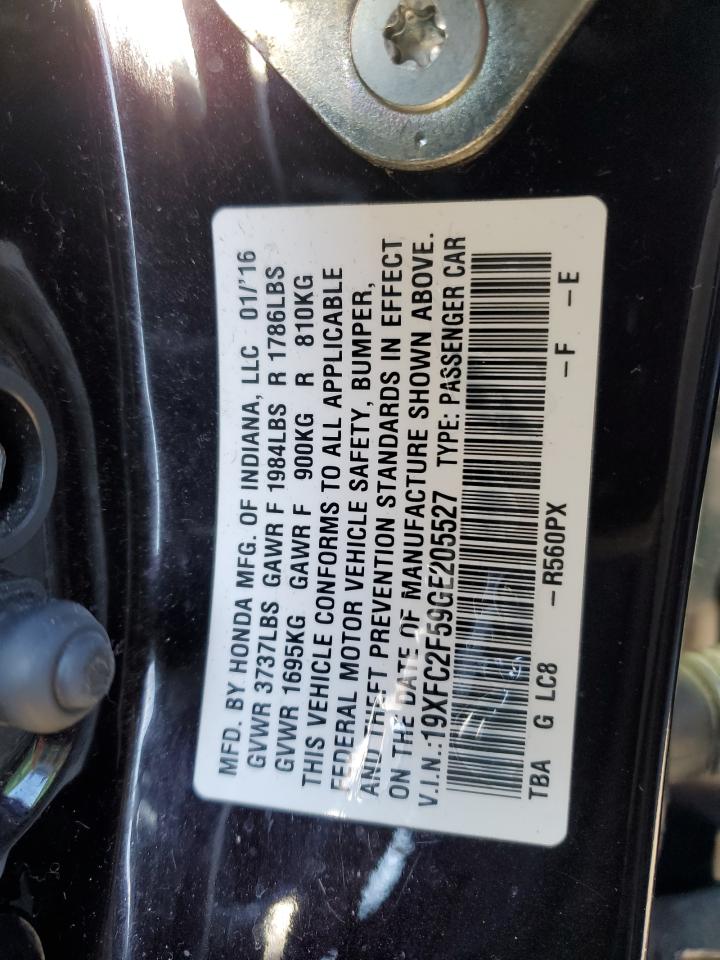 MFD. BY HONDA MFG. OF INDIANA, LLC 01/'16
GVWR 3737LBS GAWR F 1984LBS R 1786LBS
GVWR 1695KG GAWR F 900KG R 810KG
THIS VEHICLE CONFORMS TO ALL APPLICABLE
FEDERAL MOTOR VEHICLE SAFETY, BUMPER,
AND THEFT PREVENTION STANDARDS IN EFFECT
ON THE DATE OF MANUFACTURE SHOWN ABOVE.
V.I.N.:19XFC2F59GE205527 TYPE: PASSENGER CAR
TBA G LC8 -R560PX -F -E